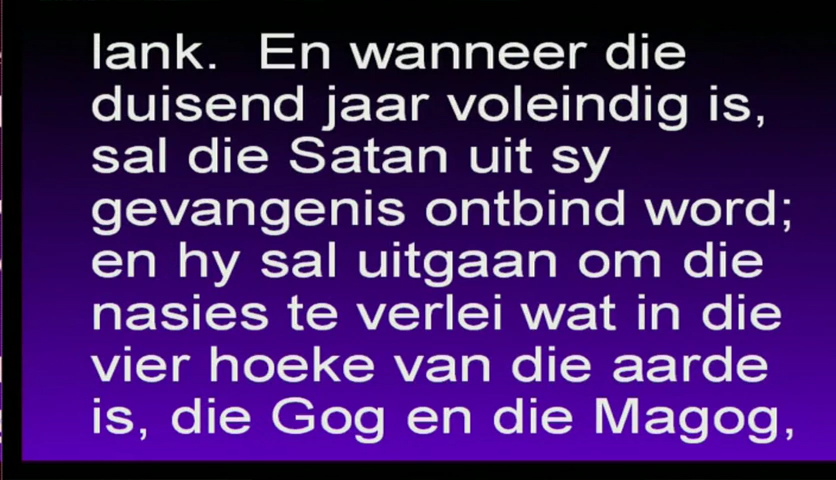 lank. En wanneer die
duisend jaar voleindig is,
sal die Satan uit sy
gevangenis ontbind word;
en hy sal uitgaan om die
nasies te verlei wat in die
vier hoeke van die aarde
is, die Gog en die Magog,